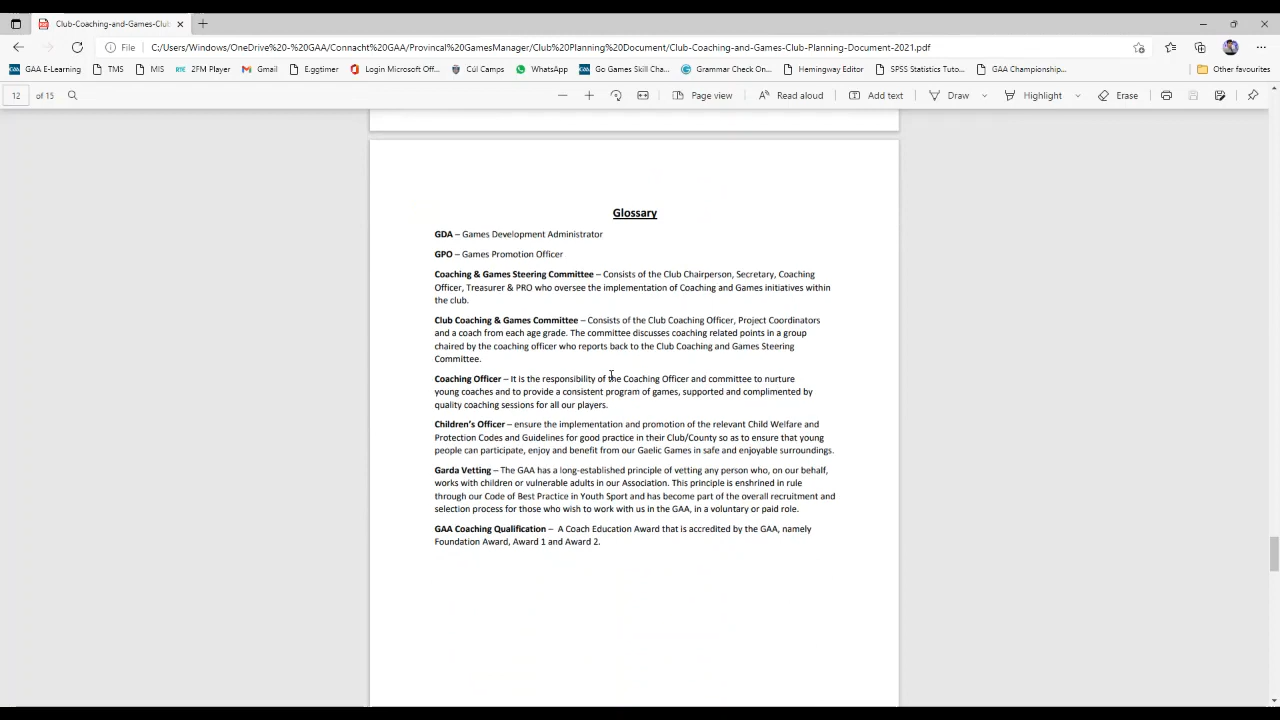 Club-Coaching-and-Games-Club
File C:/Users/Windows/OneDrive%20-%20GAA/Connacht%20GAA/Provincal%20GamesManager/Club%20Planning%20Document/Club-Coaching-and-Games-Club-Planning-Document-2021.pdf
GAA E-Learning TMS MIS RTÉ 2FM Player Gmail E.ggtimer Login Microsoft Off... Cúl Camps WhatsApp GAA Go Games Skill Cha... Grammar Check On... Hemingway Editor SPSS Statistics Tuto... GAA Championship... Other favourites
12 of 15 Page view Read aloud Add text Draw Highlight Erase
Glossary
GDA – Games Development Administrator
GPO – Games Promotion Officer
Coaching & Games Steering Committee – Consists of the Club Chairperson, Secretary, Coaching
Officer, Treasurer & PRO who oversee the implementation of Coaching and Games initiatives within
the club.
Club Coaching & Games Committee – Consists of the Club Coaching Officer, Project Coordinators
and a coach from each age grade. The committee discusses coaching related points in a group
chaired by the coaching officer who reports back to the Club Coaching and Games Steering
Committee.
Coaching Officer – It is the responsibility of the Coaching Officer and committee to nurture
young coaches and to provide a consistent program of games, supported and complimented by
quality coaching sessions for all our players.
Children's Officer – ensure the implementation and promotion of the relevant Child Welfare and
Protection Codes and Guidelines for good practice in their Club/County so as to ensure that young
people can participate, enjoy and benefit from our Gaelic Games in safe and enjoyable surroundings.
Garda Vetting – The GAA has a long-established principle of vetting any person who, on our behalf,
works with children or vulnerable adults in our Association. This principle is enshrined in rule
through our Code of Best Practice in Youth Sport and has become part of the overall recruitment and
selection process for those who wish to work with us in the GAA, in a voluntary or paid role.
GAA Coaching Qualification – A Coach Education Award that is accredited by the GAA, namely
Foundation Award, Award 1 and Award 2.